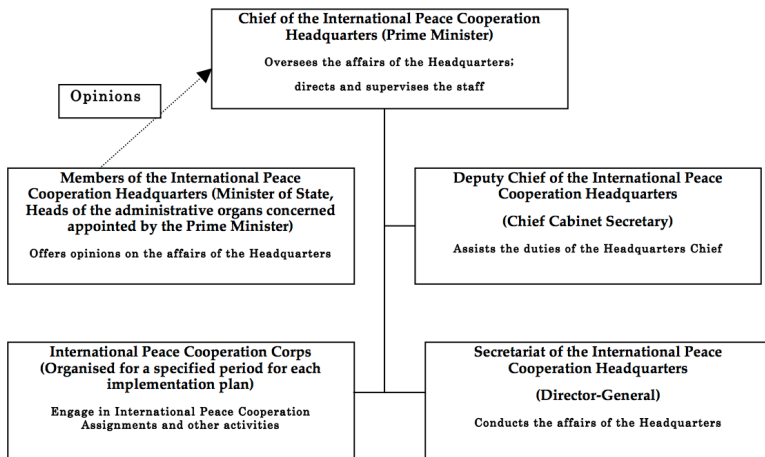 Chief of the International Peace Cooperation
Headquarters (Prime Minister)
Oversees the affairs of the Headquarters;
directs and supervises the staff
Opinions
Members of the International Peace
Cooperation Headquarters (Minister of State,
Heads of the administrative organs concerned
appointed by the Prime Minister)
Offers opinions on the affairs of the Headquarters
Deputy Chief of the International Peace
Cooperation Headquarters
(Chief Cabinet Secretary)
Assists the duties of the Headquarters Chief
International Peace Cooperation Corps
(Organised for a specified period for each
implementation plan)
Engage in International Peace Cooperation
Assignments and other activities
Secretariat of the International Peace
Cooperation Headquarters
(Director-General)
Conducts the affairs of the Headquarters